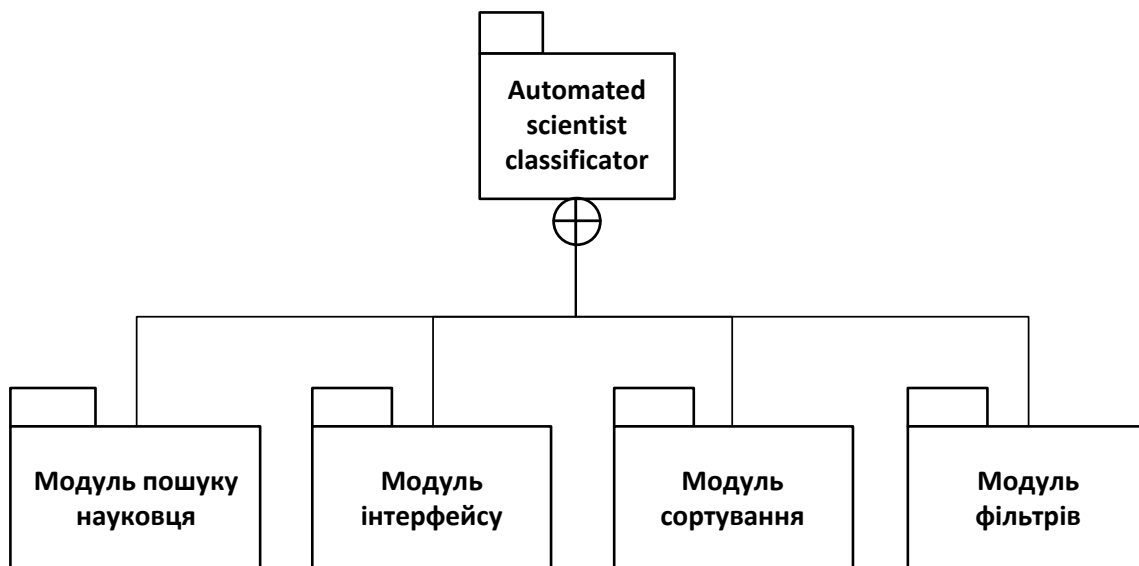 Automated
scientist
classificator
Модуль пошуку
науковця
Модуль
інтерфейсу
Модуль
сортування
Модуль
фільтрів